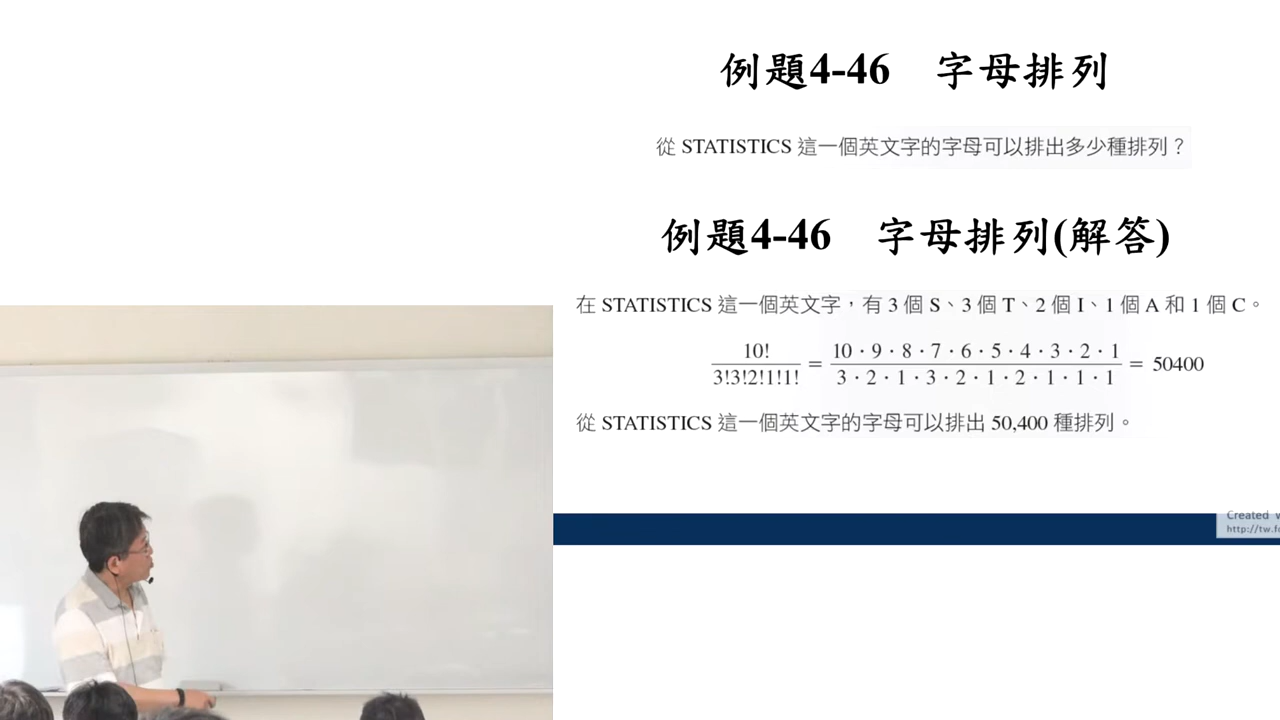 例題4-46 字母排列
從 STATISTICS 這一個英文字的字母可以排出多少種排列？
例題4-46 字母排列(解答)
在 STATISTICS 這一個英文字，有 3 個 S、3 個 T、2 個 I、1 個 A 和 1 個 C。
10!/3!3!2!1!1! = 10·9·8·7·6·5·4·3·2·1/3·2·1·3·2·1·2·1·1·1 = 50400
從 STATISTICS 這一個英文字的字母可以排出 50,400 種排列。
Created
http://tw.f